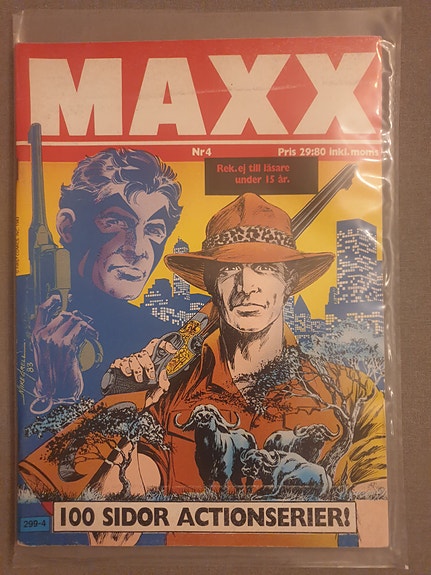 MAXX
Nr 4
Pris 29:80 inkl. moms
Rek. ej till läsare
under 15 år.
83
299-4
100 SIDOR ACTIONSERIER!